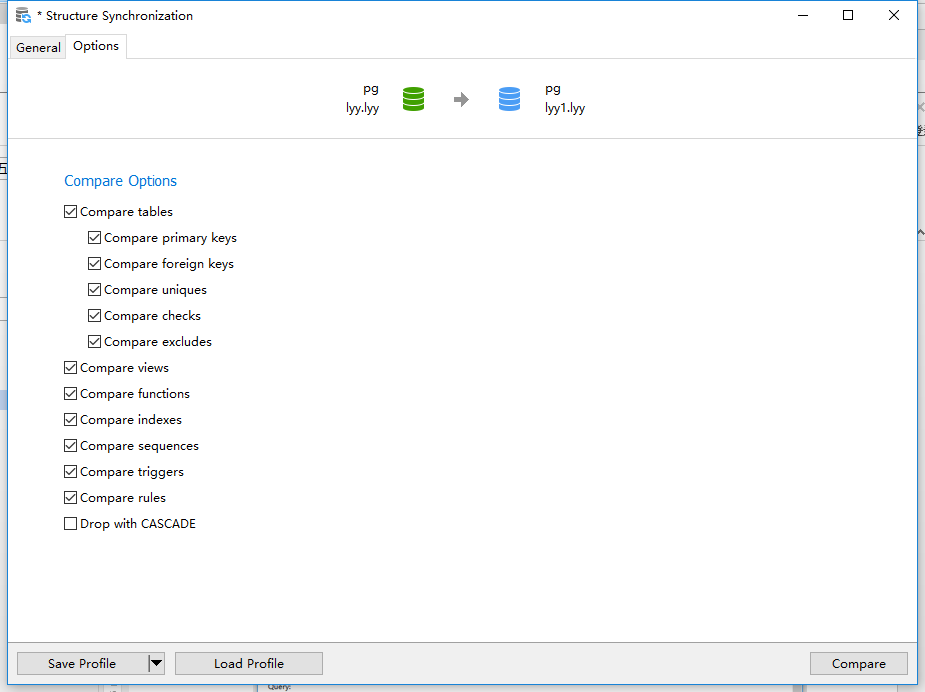 * Structure Synchronization
General
Options
pg
lyy.lyy
pg
lyy1.lyy
Compare Options
Compare tables
Compare primary keys
Compare foreign keys
Compare uniques
Compare checks
Compare excludes
Compare views
Compare functions
Compare indexes
Compare sequences
Compare triggers
Compare rules
Drop with CASCADE
Save Profile
Load Profile
Compare
Query: